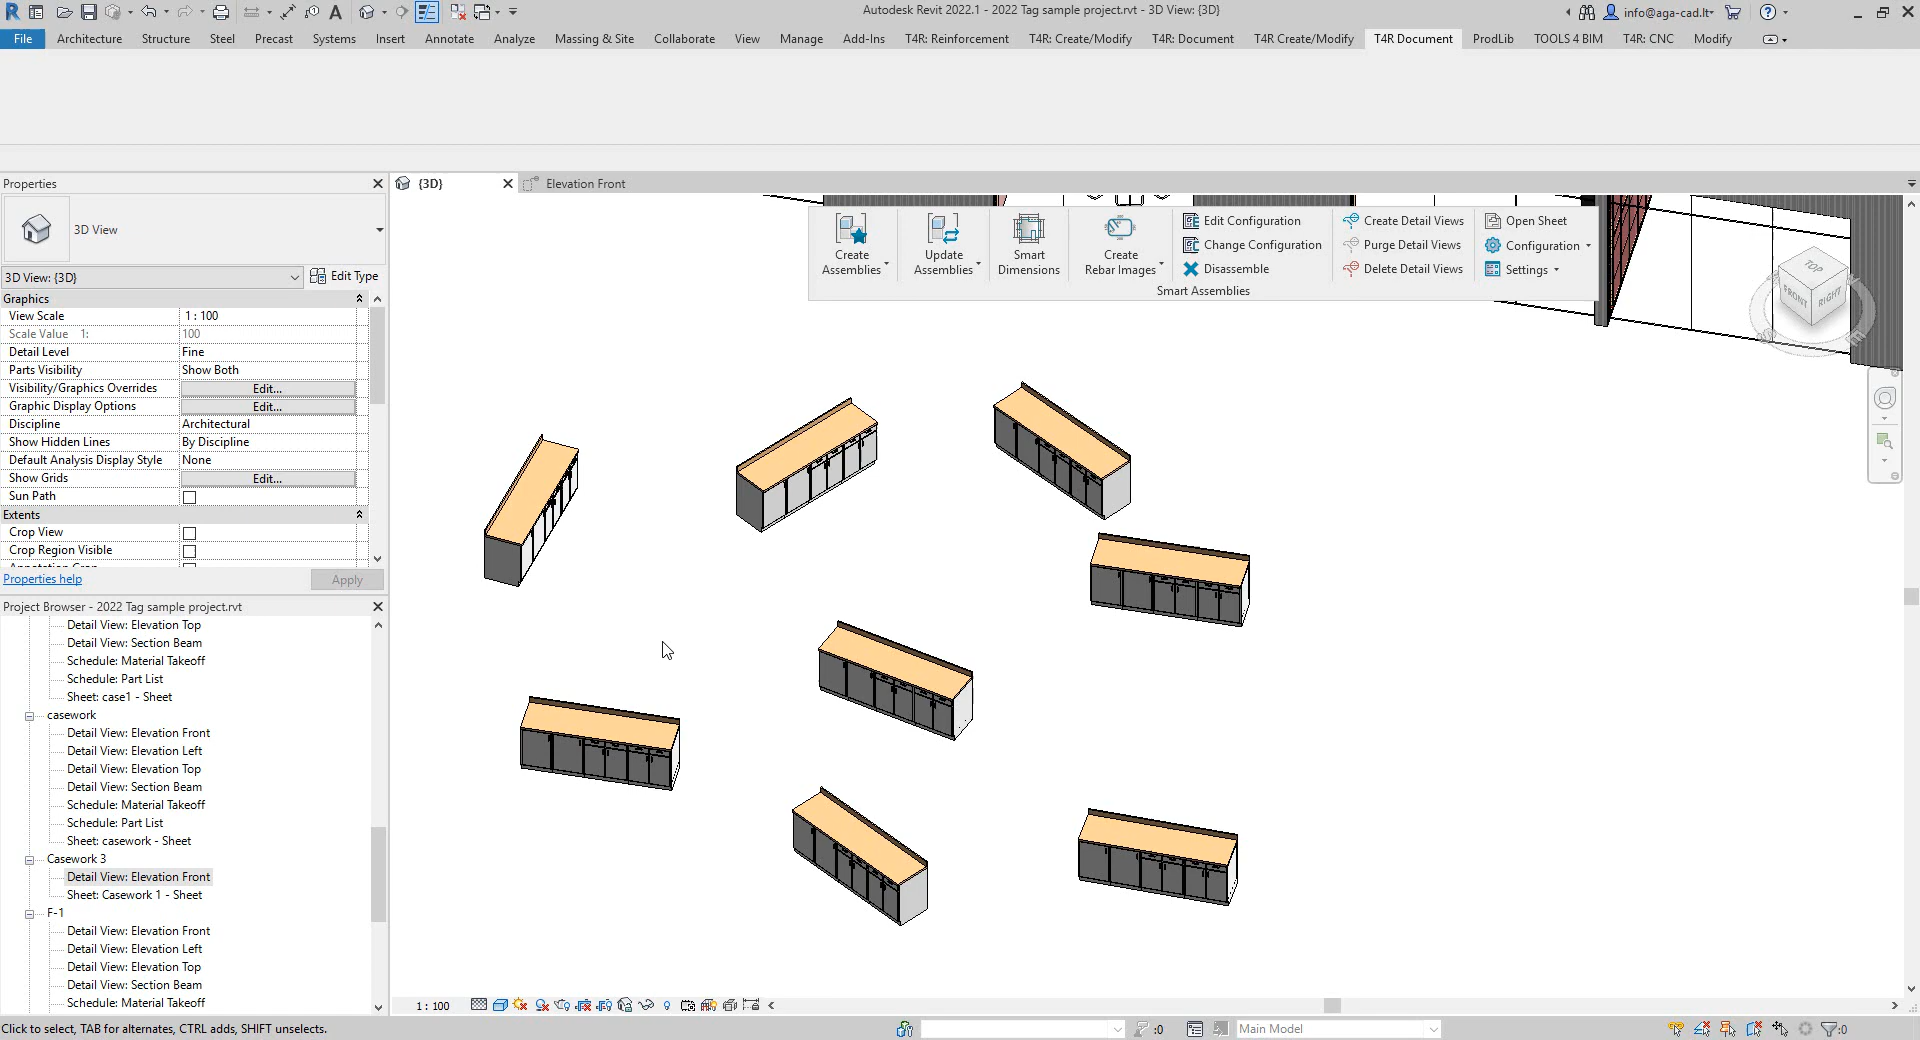 Autodesk Revit 2022.1 - 2022 Tag sample project.rvt - 3D View: {3D}
info@aga-cad.lt
File Architecture Structure Steel Precast Systems Insert Annotate Analyze Massing & Site Collaborate View Manage Add-Ins T4R: Reinforcement T4R: Create/Modify T4R: Document T4R Create/Modify T4R Document ProdLib TOOLS 4 BIM T4R: CNC Modify
Properties
{3D}
Elevation Front
3D View
3D View: {3D}
Edit Type
Graphics
View Scale 1 : 100
Scale Value 1: 100
Detail Level Fine
Parts Visibility Show Both
Visibility/Graphics Overrides Edit...
Graphic Display Options Edit...
Discipline Architectural
Show Hidden Lines By Discipline
Default Analysis Display Style None
Show Grids Edit...
Sun Path
Extents
Crop View
Crop Region Visible
Properties help
Apply
Create
Assemblies
Update
Assemblies
Smart
Dimensions
Create
Rebar Images
Edit Configuration
Change Configuration
Disassemble
Create Detail Views
Purge Detail Views
Delete Detail Views
Open Sheet
Configuration
Settings
Smart Assemblies
TOP
FRONT
RIGHT
Project Browser - 2022 Tag sample project.rvt
Detail View: Elevation Top
Detail View: Section Beam
Schedule: Material Takeoff
Schedule: Part List
Sheet: case1 - Sheet
casework
Detail View: Elevation Front
Detail View: Elevation Left
Detail View: Elevation Top
Detail View: Section Beam
Schedule: Material Takeoff
Schedule: Part List
Sheet: casework - Sheet
Casework 3
Detail View: Elevation Front
Sheet: Casework 1 - Sheet
F-1
Detail View: Elevation Front
Detail View: Elevation Left
Detail View: Elevation Top
Detail View: Section Beam
Schedule: Material Takeoff
1 : 100
Click to select, TAB for alternates, CTRL adds, SHIFT unselects.
:0
Main Model
:0